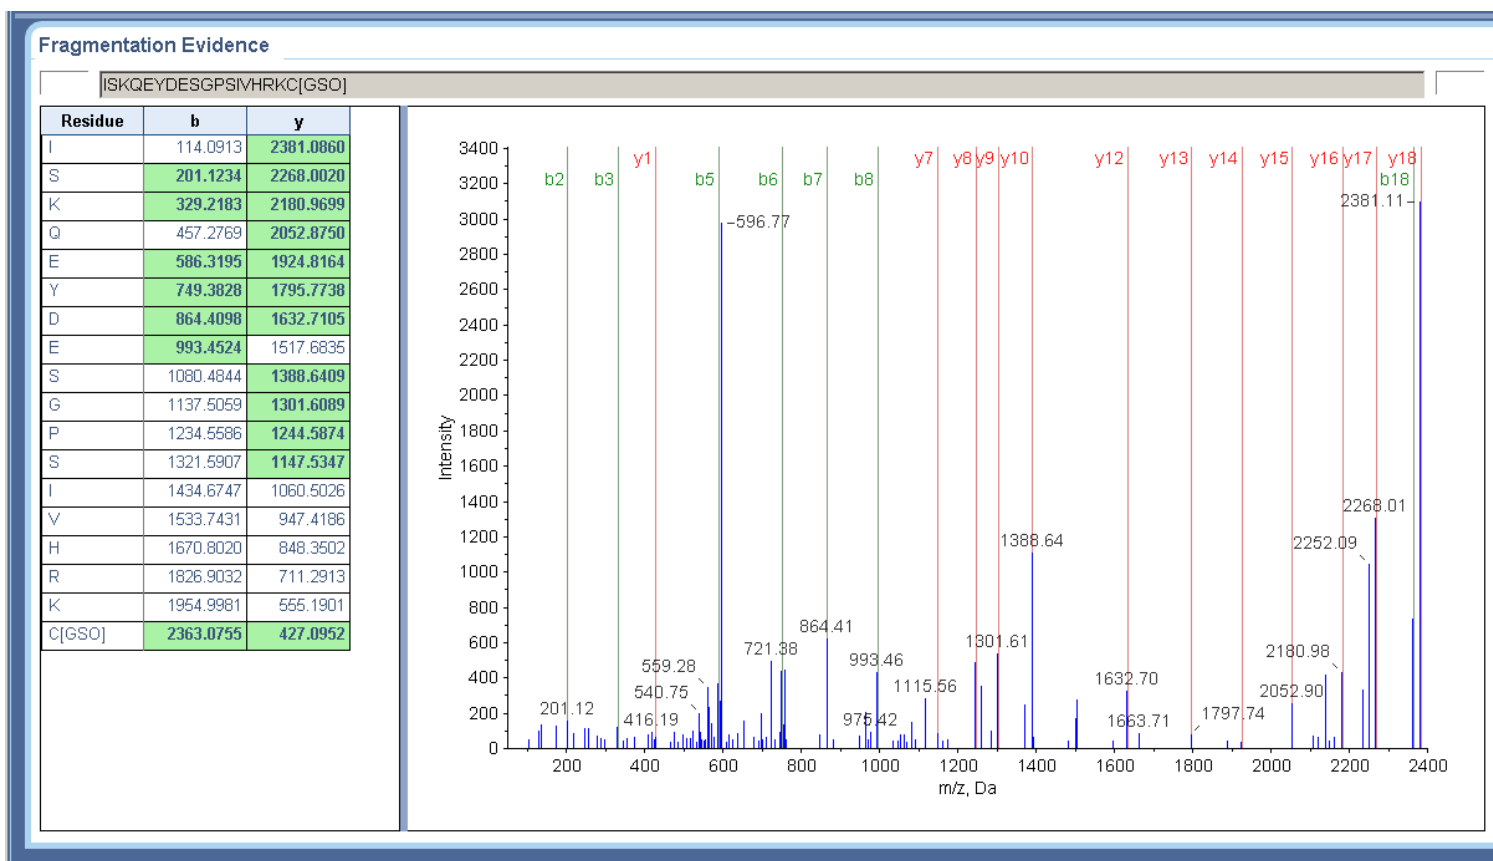 Fragmentation Evidence
ISKQEYDESGPSIVHRKC[GSO]
Residue b y
I 114.0913 2381.0860
S 201.1234 2268.0020
K 329.2183 2180.9699
Q 457.2769 2052.8750
E 586.3195 1924.8164
Y 749.3828 1795.7738
D 864.4098 1632.7105
E 993.4524 1517.6835
S 1080.4844 1388.6409
G 1137.5059 1301.6089
P 1234.5586 1244.5874
S 1321.5907 1147.5347
I 1434.6747 1060.5026
V 1533.7431 947.4186
H 1670.8020 848.3502
R 1826.9032 711.2913
K 1954.9981 555.1901
C[GSO] 2363.0755 427.0952
y1 y7 y8 y9 y10 y12 y13 y14 y15 y16 y17 y18
b2 b3 b5 b6 b7 b8 b18
3400
3200
3000
2800
2600
2400
2200
2000
1800
1600
1400
1200
1000
800
600
400
200
0
Intensity
2381.11
596.77
2268.01
2252.09
1388.64
864.41
1301.61
721.38
2180.98
559.28
993.46
1632.70
540.75
1115.56
2052.90
201.12
416.19
975.42
1663.71
1797.74
200 400 600 800 1000 1200 1400 1600 1800 2000 2200 2400
m/z, Da